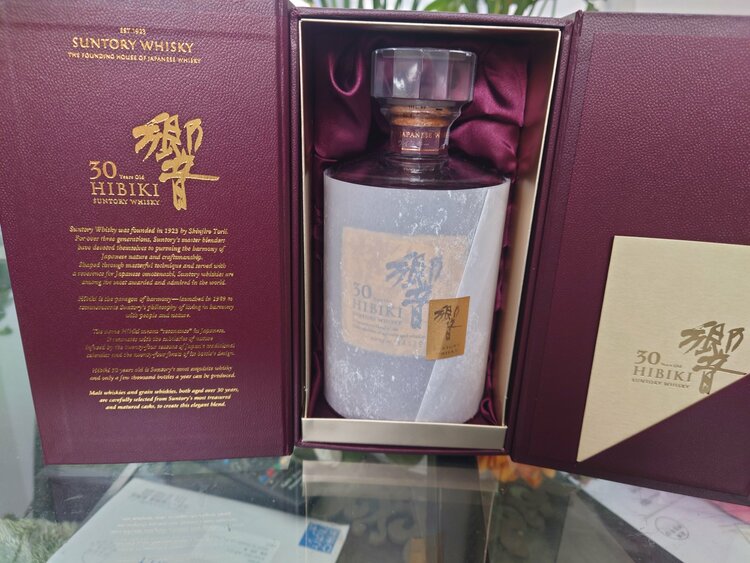 EST. 1923
SUNTORY WHISKY
THE FOUNDING HOUSE OF JAPANESE WHISKY
響
30 Years Old
HIBIKI
SUNTORY WHISKY
Suntory Whisky was founded in 1923 by Shinjiro Torii.
For over three generations, Suntory's master blenders
have devoted themselves to pursuing the harmony of
Japanese nature and craftsmanship.
Shaped through masterful technique and served with
a reverence for Japanese omotenashi, Suntory whiskies are
among the most awarded and admired in the world.
Hibiki is the paragon of harmony—launched in 1989 to
commemorate Suntory's philosophy of living in harmony
with people and nature.
The name Hibiki means "resonance" in Japanese.
It resonates with the subtleties of nature
infused by the twenty-four seasons of Japan's traditional
calendar and the twenty-four facets of its bottle's design.
Hibiki 30 years old is Suntory's most exquisite whisky
and only a few thousand bottles a year can be produced.
Malt whiskies and grain whiskies, both aged over 30 years,
are carefully selected from Suntory's most treasured
and matured casks, to create this elegant blend.
JAPANESE W
響
30
HIBIKI
SUNTORY WHISKY
響
響
30 Years Old
HIBIKI
SUNTORY WHISKY